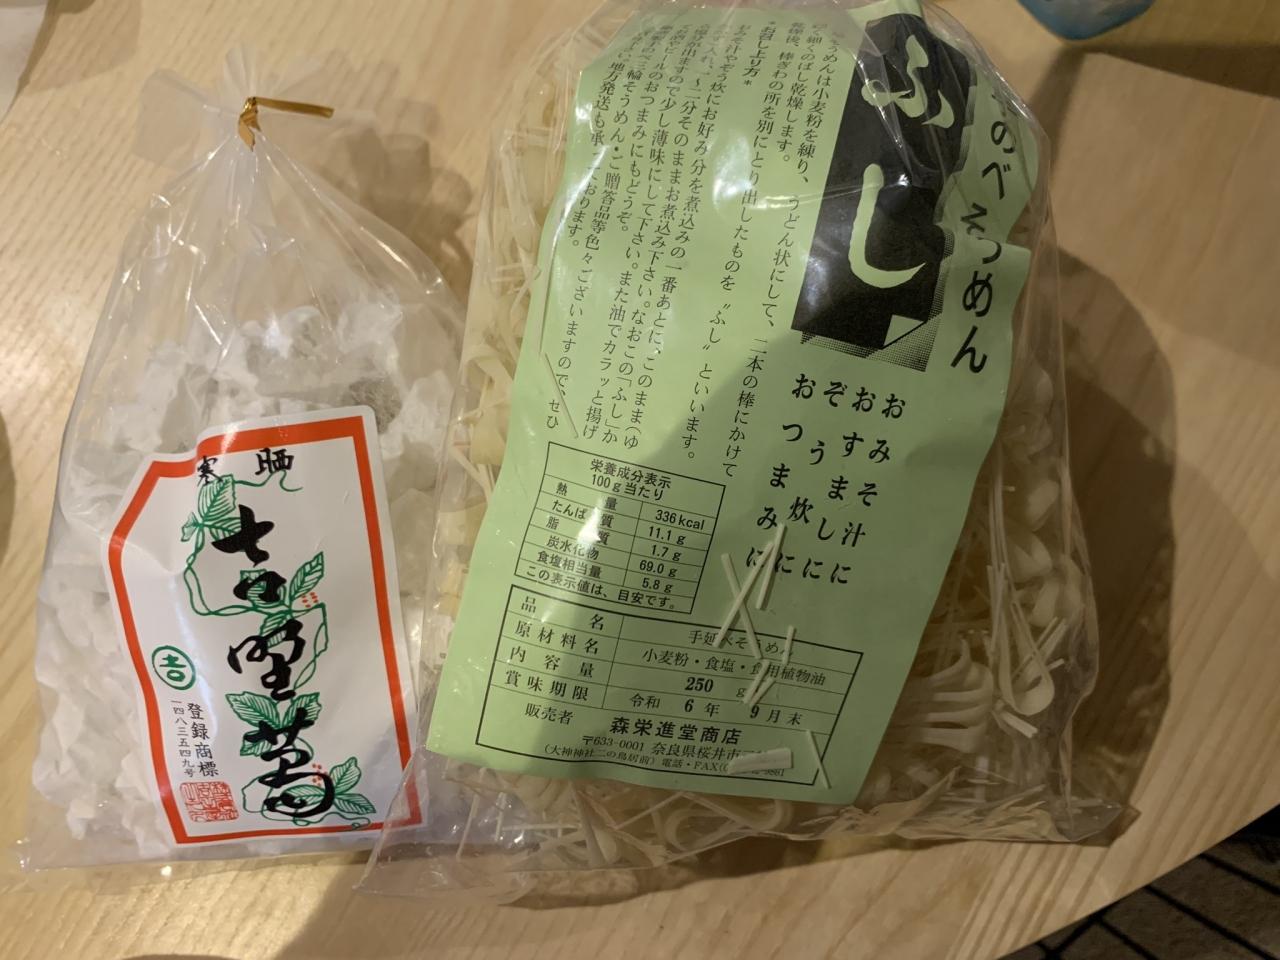 寒晒
吉野葛
吉
登録商標
一四八三五四九号
のべそうめん
ふし
うめんは小麦粉を練り、うどん状にして、二本の棒にかけて
細くのばし乾燥します。
乾燥後、棒ぎわの所を別にとり出したものを〝ふし〟といいます。
*お召し上り方*
おみそ汁やぞう炊にお好み分を煮込みの一番あとに、このまま(ゆ
入れ、一〜二分そのままお煮込み下さい。なおこの「ふし」か
塩分が出ますので少し薄味にして下さい。また油でカラッと揚げ
お酒やビールのおつまみにもどうぞ。
三輪そうめん・ご贈答品等色々ございますので、ぜひ
地方発送も承っております。
おみそ汁に
おすましに
ぞう炊に
おつまみに
栄養成分表示
100g当たり
熱量 336kcal
たんぱ質 11.1g
脂質 1.7g
炭水化物 69.0g
食塩相当量 5.8g
この表示値は、目安です。
品名 手延べそうめん
原材料名 小麦粉・食塩・食用植物油
内容量 250g
賞味期限 令和 6年 9月末
販売者 森栄進堂商店
〒633-0001 奈良県桜井市
(大神神社二の鳥居前) 電話・FAX